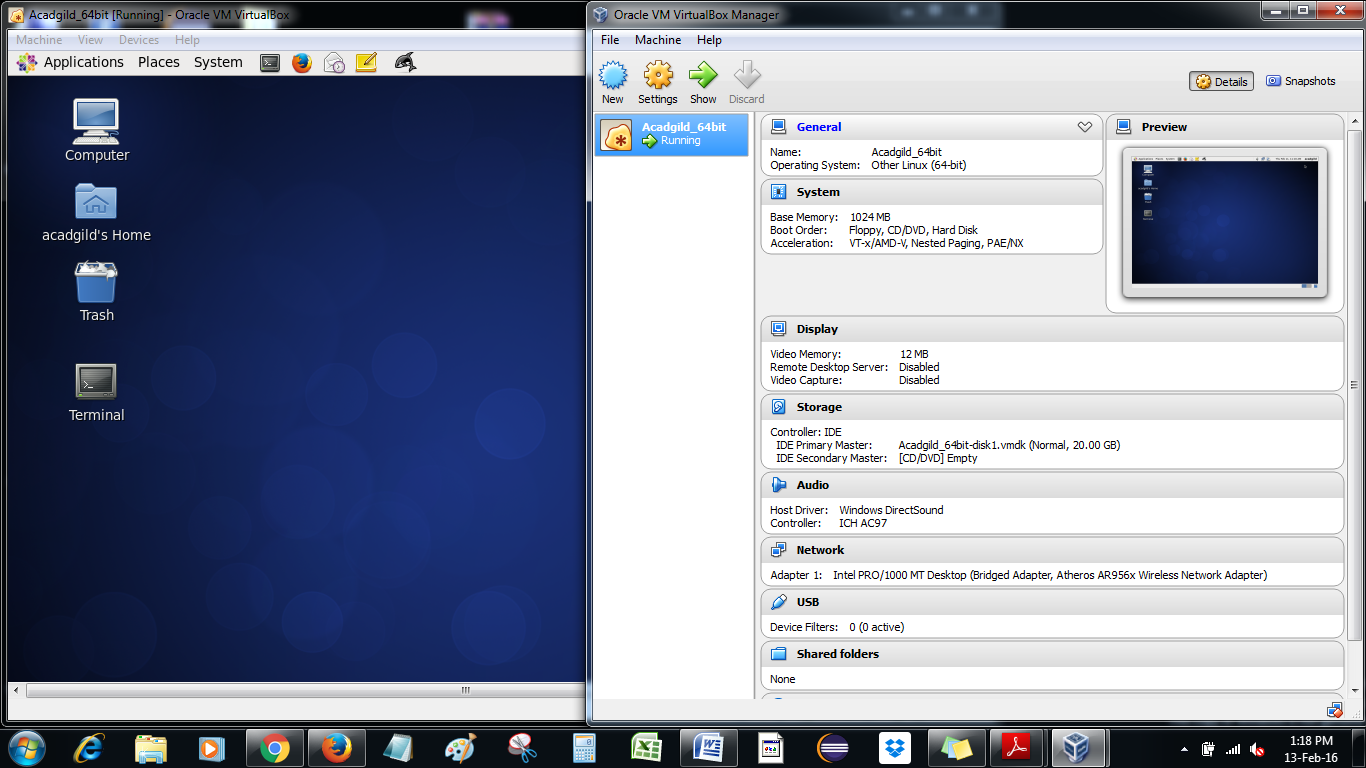 Acadgild_64bit [Running] - Oracle VM VirtualBox
Machine View Devices Help
Applications Places System
Computer
acadgild's Home
Trash
Terminal
Oracle VM VirtualBox Manager
File Machine Help
New Settings Show Discard
Details Snapshots
Acadgild_64bit
Running
General
Name: Acadgild_64bit
Operating System: Other Linux (64-bit)
Preview
System
Base Memory: 1024 MB
Boot Order: Floppy, CD/DVD, Hard Disk
Acceleration: VT-x/AMD-V, Nested Paging, PAE/NX
Display
Video Memory: 12 MB
Remote Desktop Server: Disabled
Video Capture: Disabled
Storage
Controller: IDE
IDE Primary Master: Acadgild_64bit-disk1.vmdk (Normal, 20.00 GB)
IDE Secondary Master: [CD/DVD] Empty
Audio
Host Driver: Windows DirectSound
Controller: ICH AC97
Network
Adapter 1: Intel PRO/1000 MT Desktop (Bridged Adapter, Atheros AR956x Wireless Network Adapter)
USB
Device Filters: 0 (0 active)
Shared folders
None
1:18 PM
13-Feb-16